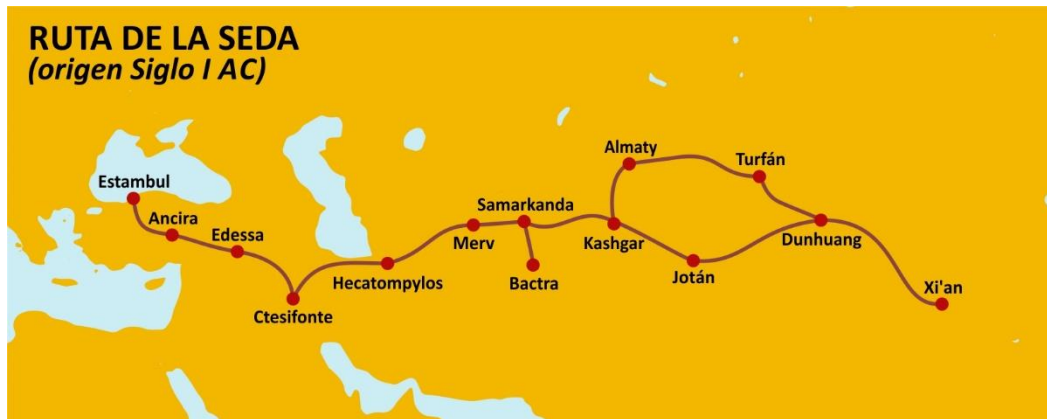 RUTA DE LA SEDA
(origen Siglo I AC)
Estambul
Ancira
Edessa
Ctesifonte
Hecatompylos
Merv
Samarkanda
Bactra
Kashgar
Almaty
Turfán
Jotán
Dunhuang
Xi'an